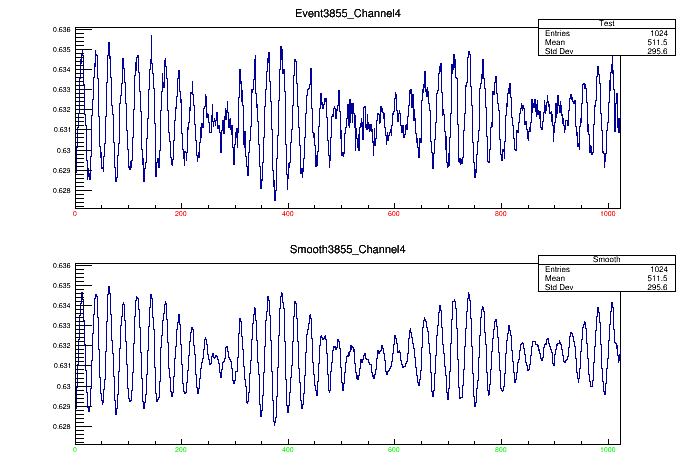 Event3855_Channel4
Test
Entries 1024
Mean 511.5
Std Dev 295.6
0.636
0.635
0.634
0.633
0.632
0.631
0.63
0.629
0.628
0 200 400 600 800 1000
Smooth3855_Channel4
Smooth
Entries 1024
Mean 511.5
Std Dev 295.6
0.636
0.635
0.634
0.633
0.632
0.631
0.63
0.629
0.628
0 200 400 600 800 1000